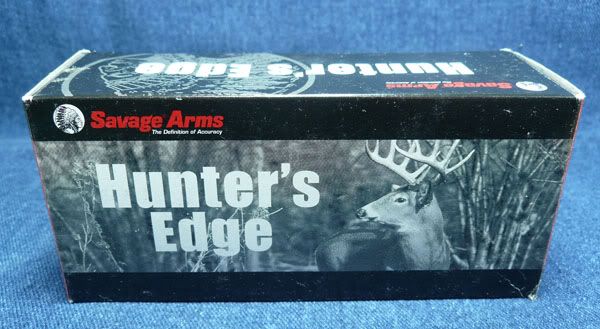 Hunter's Edge
Savage Arms
Savage Arms
The Definition of Accuracy
Hunter's
Edge